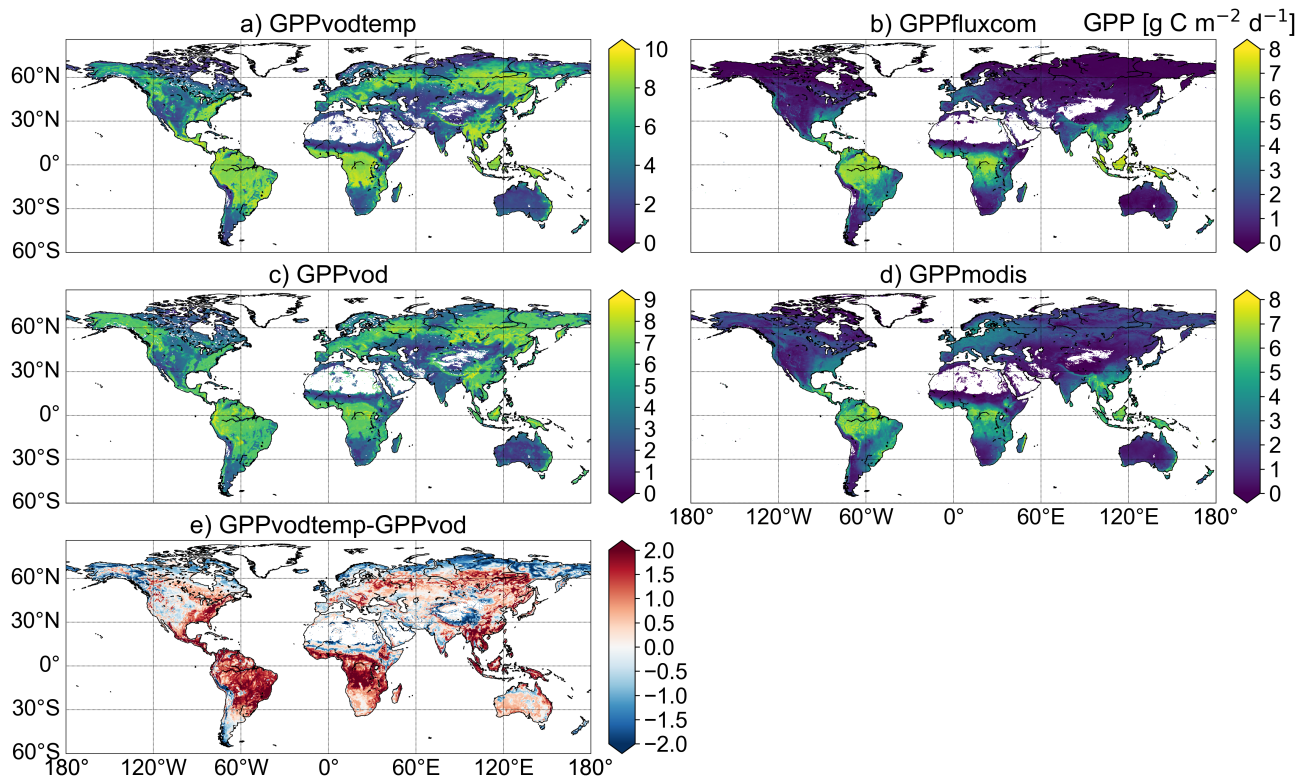 a) GPPvodtemp
b) GPPfluxcom
GPP [g C m⁻² d⁻¹]
60°N
30°N
0°
30°S
60°S
10
8
6
4
2
0
8
7
6
5
4
3
2
1
0
c) GPPvod
d) GPPmodis
60°N
30°N
0°
30°S
60°S
9
8
7
6
5
4
3
2
1
0
8
7
6
5
4
3
2
1
0
180° 120°W 60°W 0° 60°E 120°E 180°
e) GPPvodtemp-GPPvod
60°N
30°N
0°
30°S
60°S
2.0
1.5
1.0
0.5
0.0
−0.5
−1.0
−1.5
−2.0
180° 120°W 60°W 0° 60°E 120°E 180°